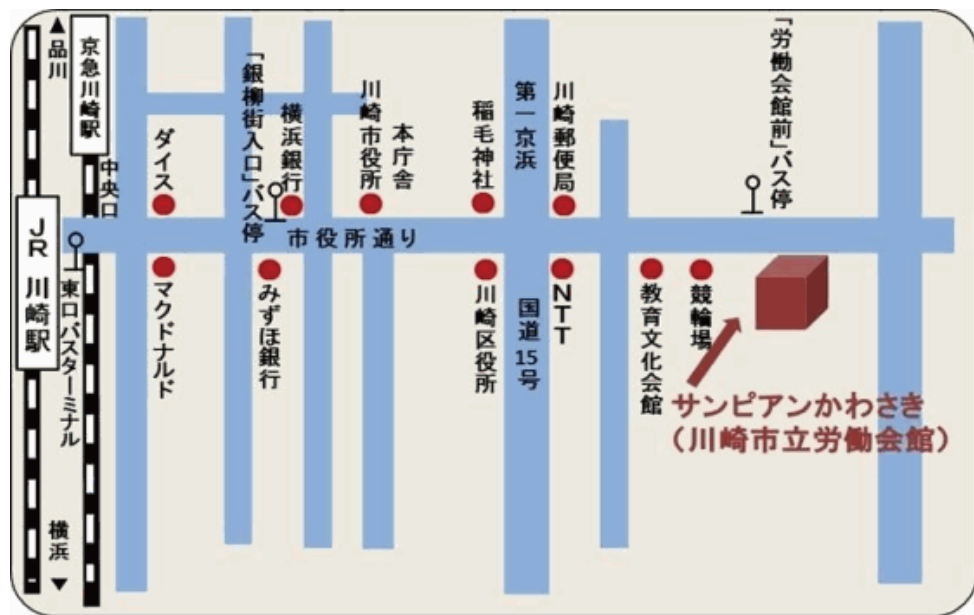 ▲品川
京急川崎駅
中央口
JR 川崎駅
東口バスターミナル
横浜▼
ダイス
マクドナルド
「銀柳街入口」バス停
横浜銀行
みずほ銀行
川崎市役所
本庁舎
市役所通り
稲毛神社
川崎区役所
第一京浜
国道15号
川崎郵便局
NTT
教育文化会館
競輪場
「労働会館前」バス停
サンピアンかわさき
(川崎市立労働会館)